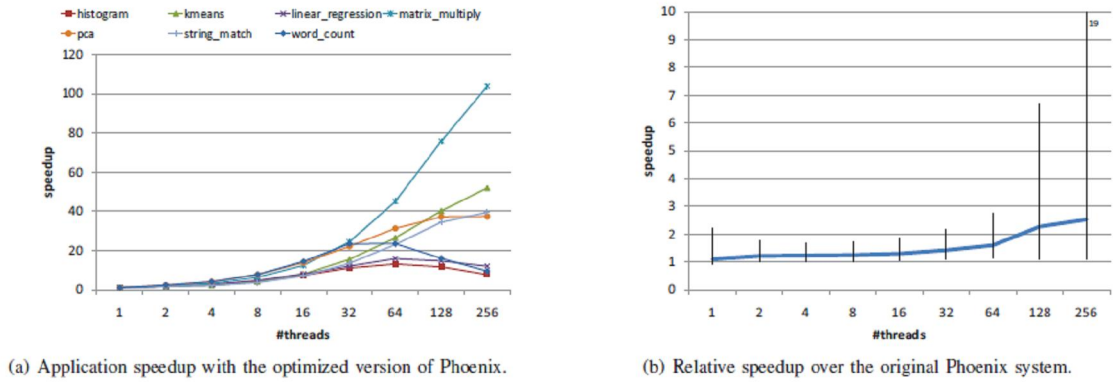 histogram kmeans linear_regression matrix_multiply
pca string_match word_count
120
100
80
60
40
20
0
speedup
1 2 4 8 16 32 64 128 256
#threads
(a) Application speedup with the optimized version of Phoenix.
10
9
8
7
6
5
4
3
2
1
0
speedup
19
1 2 4 8 16 32 64 128 256
#threads
(b) Relative speedup over the original Phoenix system.